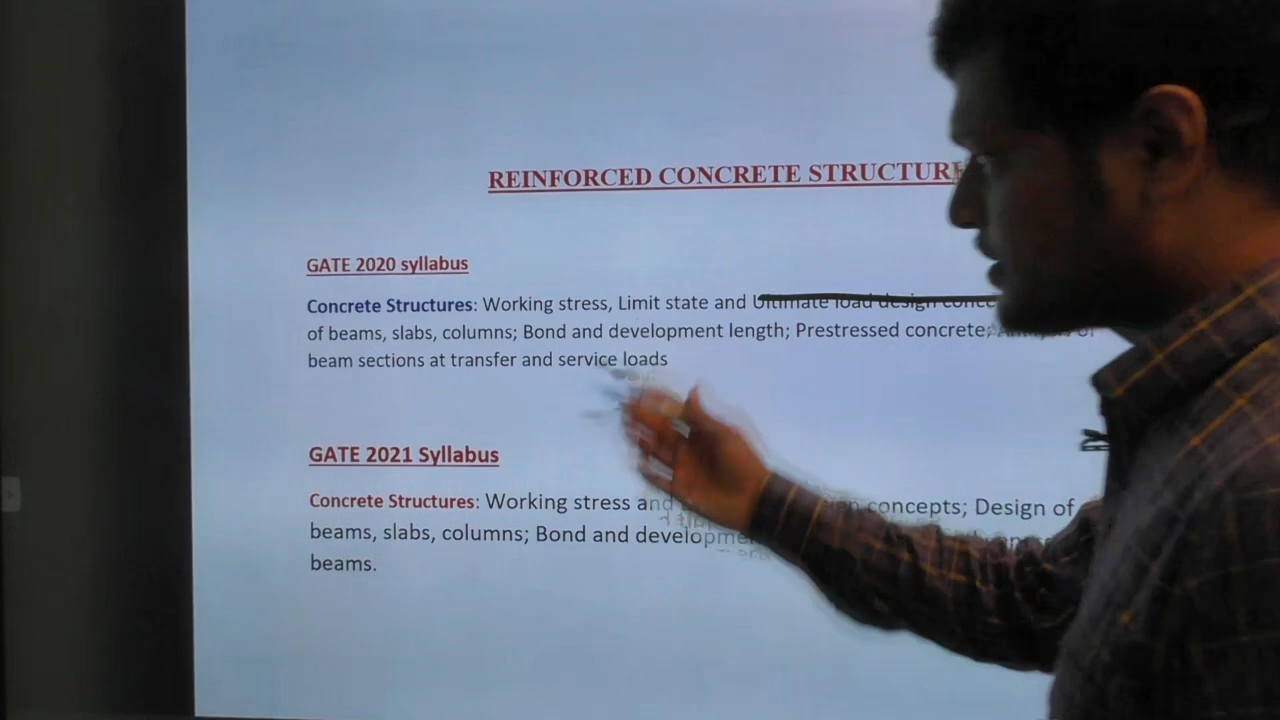 REINFORCED CONCRETE
GATE 2020 syllabus
Concrete Structures: Working stress, Limit state and Ultimate load design
of beams, slabs, columns; Bond and development length; Prestressed concrete; of
beam sections at transfer and service loads
GATE 2021 Syllabus
Concrete Structures: Working stress and concepts; Design of
beams, slabs, columns; Bond and
beams.